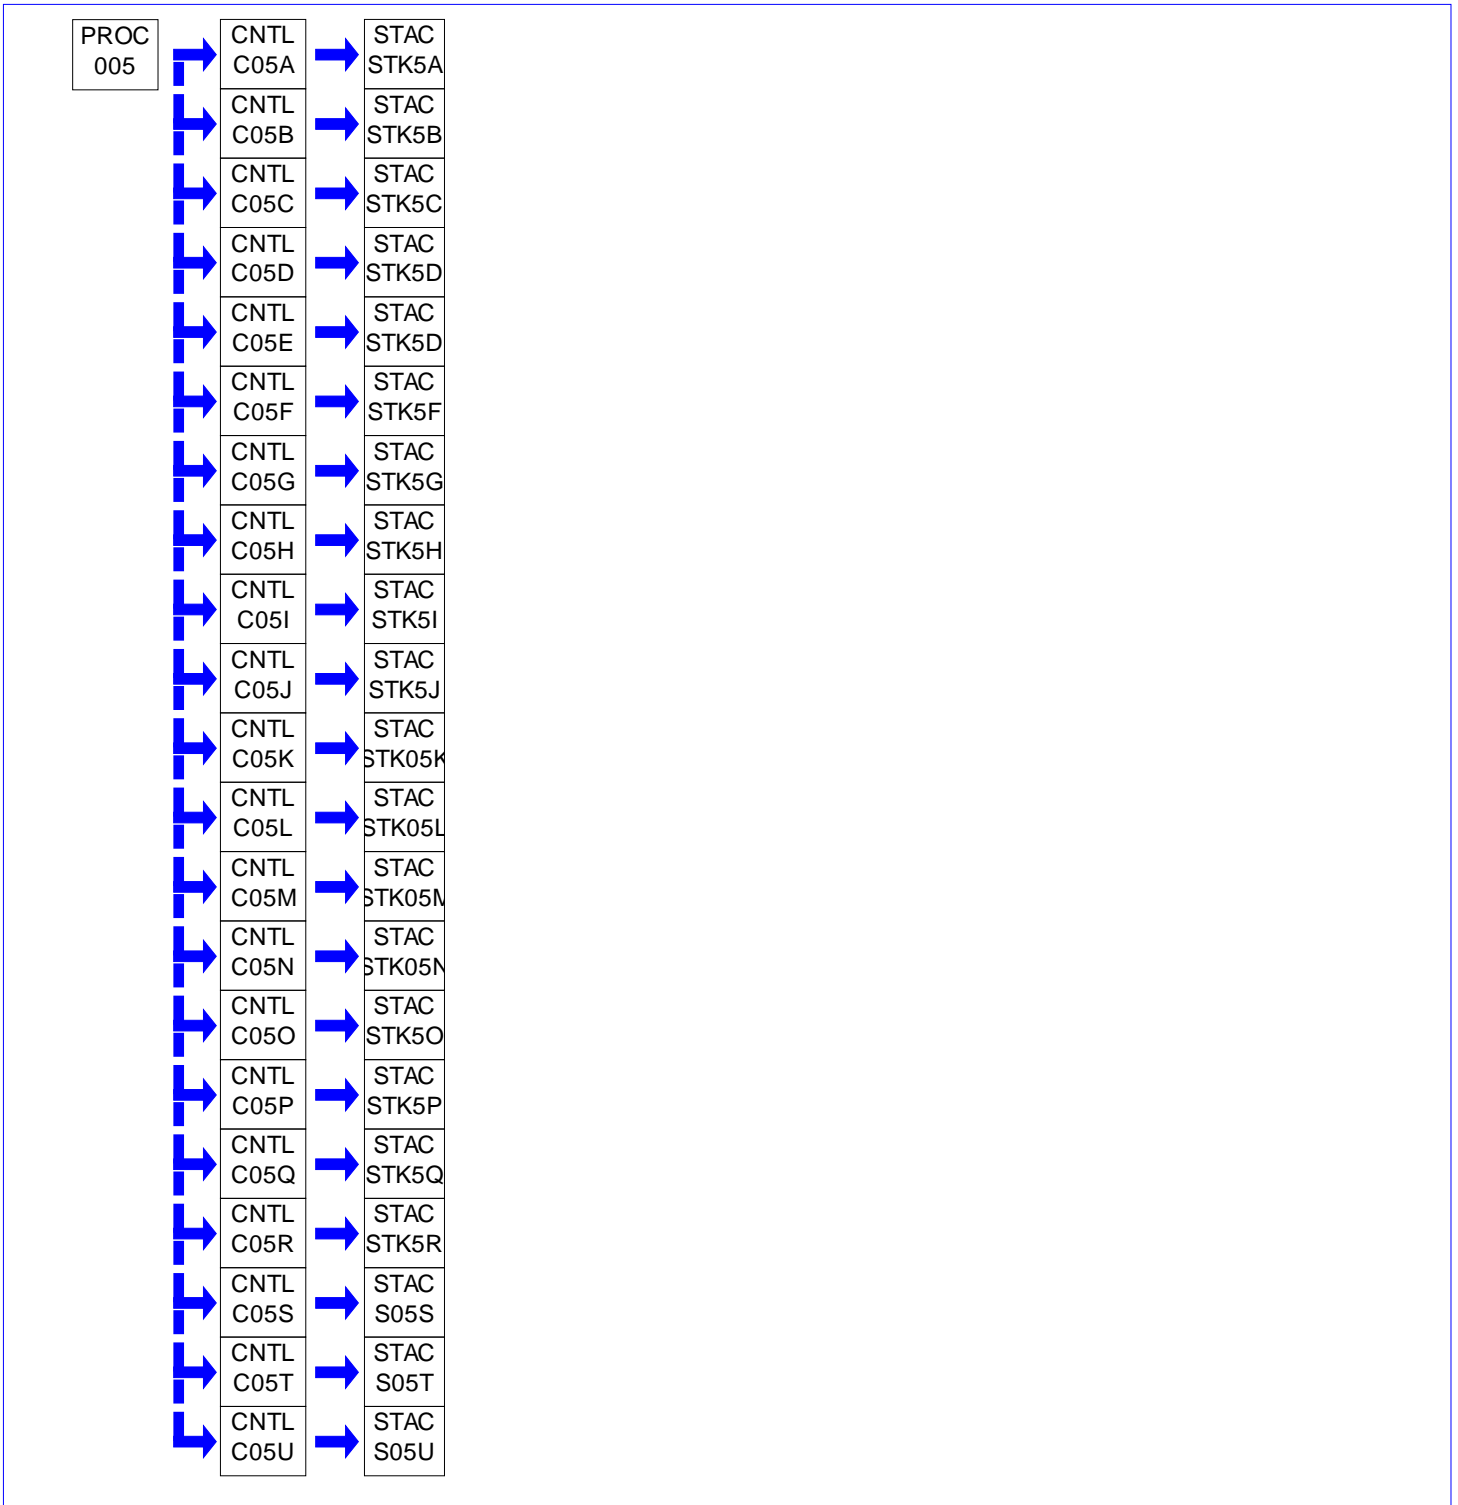 PROC
005
CNTL
C05A
STAC
STK5A
CNTL
C05B
STAC
STK5B
CNTL
C05C
STAC
STK5C
CNTL
C05D
STAC
STK5D
CNTL
C05E
STAC
STK5D
CNTL
C05F
STAC
STK5F
CNTL
C05G
STAC
STK5G
CNTL
C05H
STAC
STK5H
CNTL
C05I
STAC
STK5I
CNTL
C05J
STAC
STK5J
CNTL
C05K
STAC
STK05K
CNTL
C05L
STAC
STK05L
CNTL
C05M
STAC
STK05M
CNTL
C05N
STAC
STK05N
CNTL
C05O
STAC
STK5O
CNTL
C05P
STAC
STK5P
CNTL
C05Q
STAC
STK5Q
CNTL
C05R
STAC
STK5R
CNTL
C05S
STAC
S05S
CNTL
C05T
STAC
S05T
CNTL
C05U
STAC
S05U